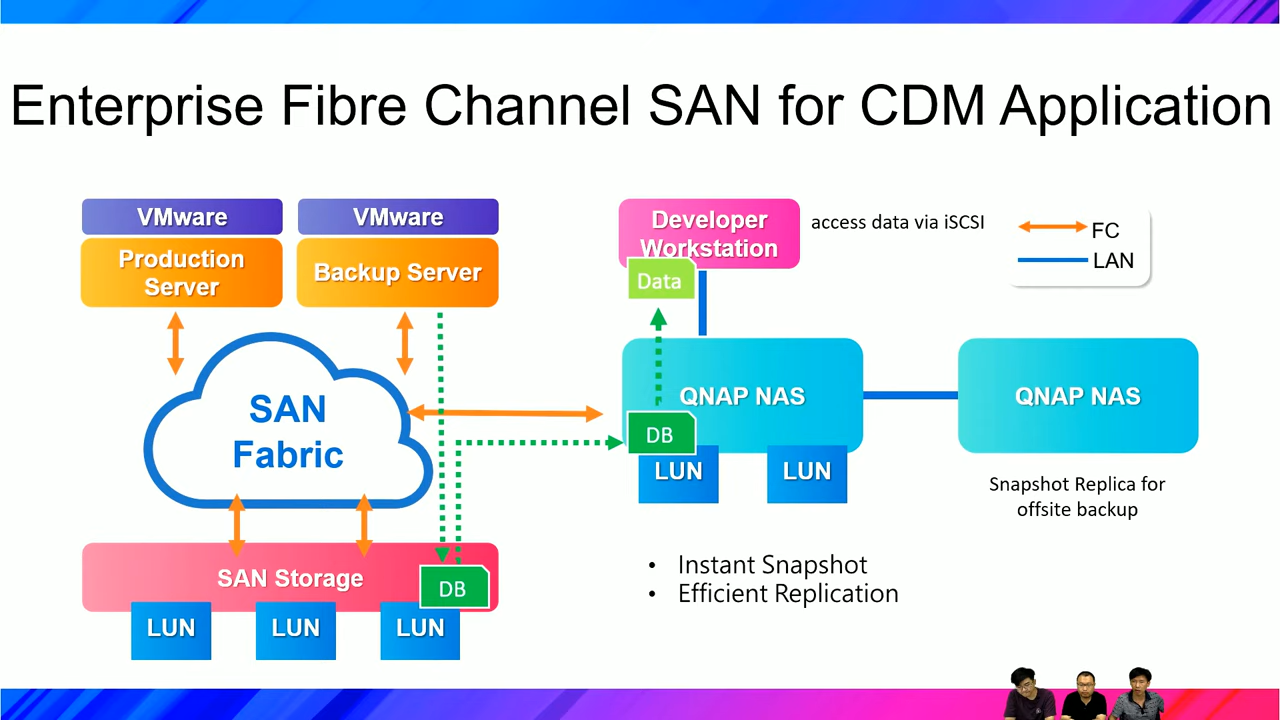 Enterprise Fibre Channel SAN for CDM Application
VMware
Production
Server
VMware
Backup Server
SAN
Fabric
SAN Storage
DB
LUN
LUN
LUN
Developer
Workstation
access data via iSCSI
Data
FC
LAN
QNAP NAS
DB
LUN
LUN
QNAP NAS
Snapshot Replica for
offsite backup
• Instant Snapshot
• Efficient Replication